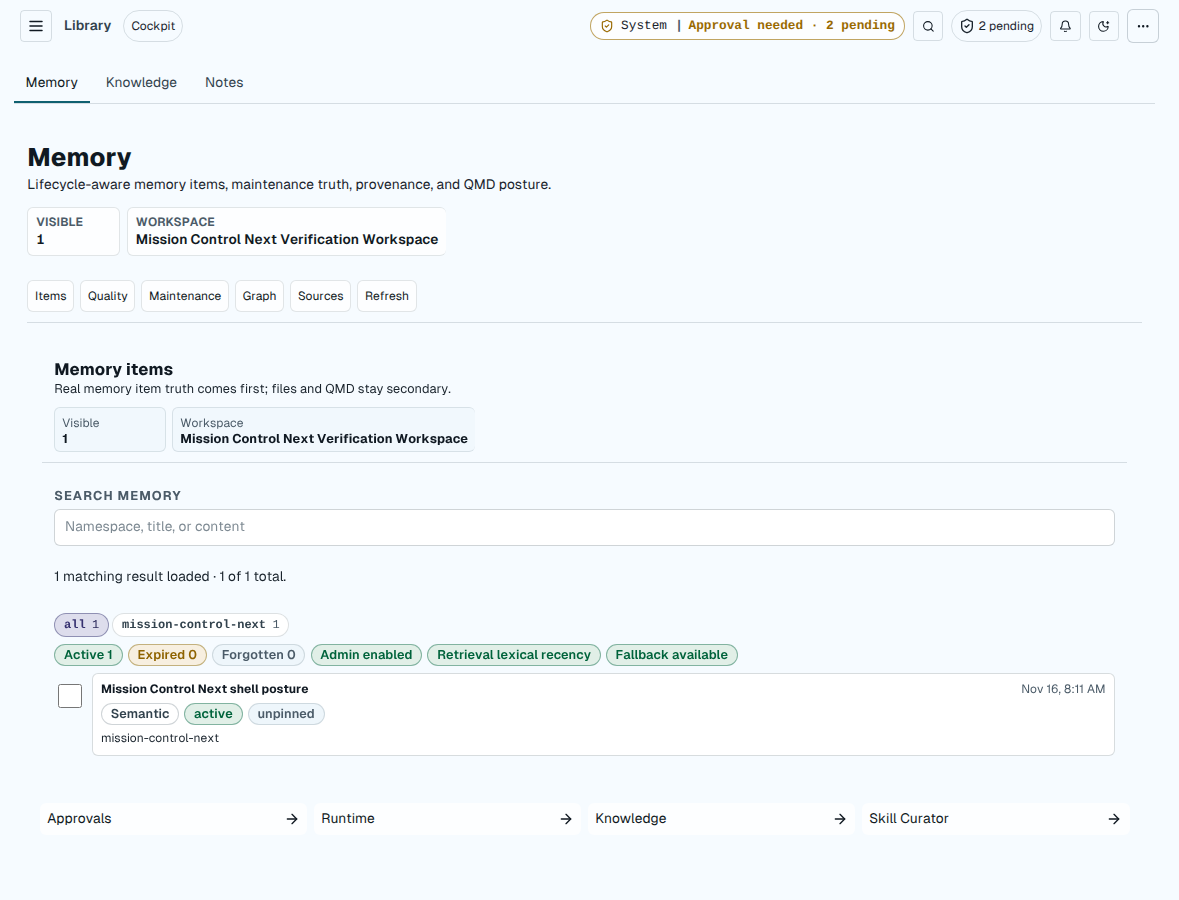 Library Cockpit System | Approval needed · 2 pending 2 pending
Memory Knowledge Notes
Memory
Lifecycle-aware memory items, maintenance truth, provenance, and QMD posture.
VISIBLE WORKSPACE
1 Mission Control Next Verification Workspace
Items Quality Maintenance Graph Sources Refresh
Memory items
Real memory item truth comes first; files and QMD stay secondary.
Visible Workspace
1 Mission Control Next Verification Workspace
SEARCH MEMORY
Namespace, title, or content
1 matching result loaded · 1 of 1 total.
all 1 mission-control-next 1
Active 1 Expired 0 Forgotten 0 Admin enabled Retrieval lexical recency Fallback available
Mission Control Next shell posture Nov 16, 8:11 AM
Semantic active unpinned
mission-control-next
Approvals Runtime Knowledge Skill Curator